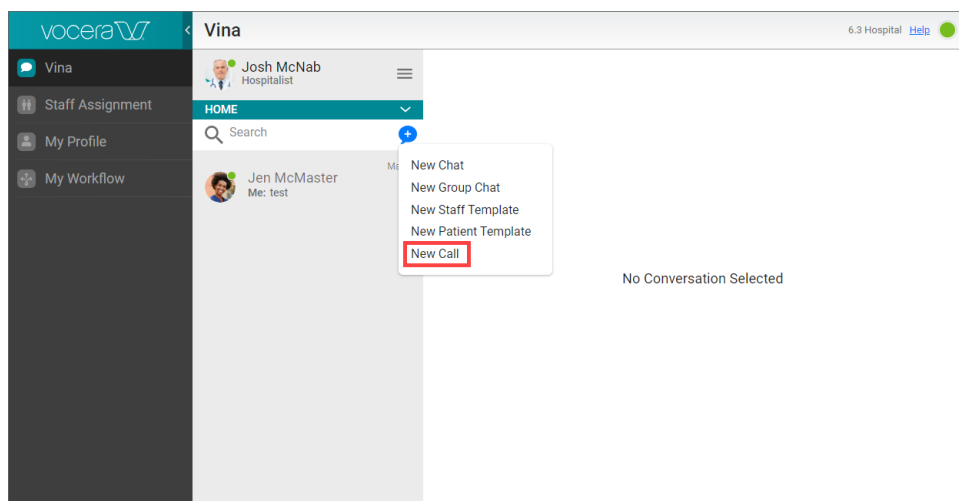 vocera
Vina
6.3 Hospital Help
Vina
Staff Assignment
My Profile
My Workflow
Josh McNab
Hospitalist
HOME
Search
Jen McMaster
Me: test
New Chat
New Group Chat
New Staff Template
New Patient Template
New Call
No Conversation Selected